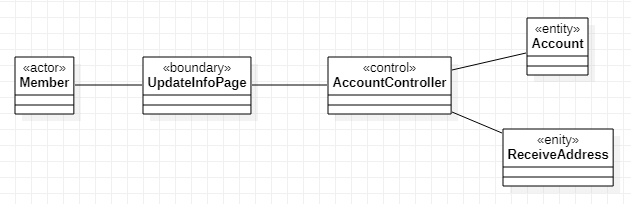 «actor»
Member
«boundary»
UpdateInfoPage
«control»
AccountController
«entity»
Account
«enity»
ReceiveAddress